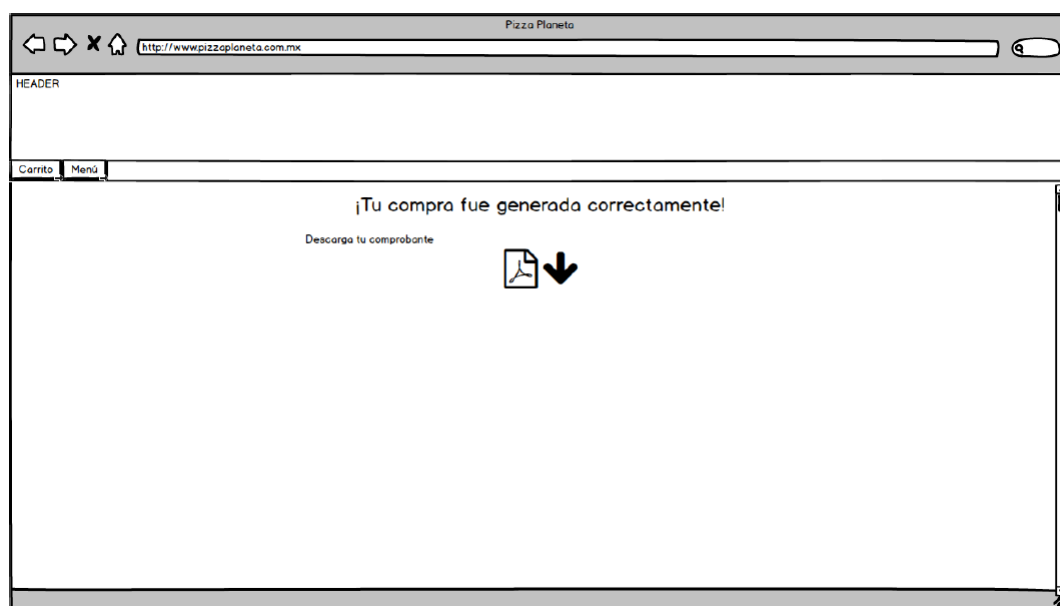 Pizza Planeta
http://www.pizzaplaneta.com.mx
HEADER
Carrito Menú
¡Tu compra fue generada correctamente!
Descarga tu comprobante